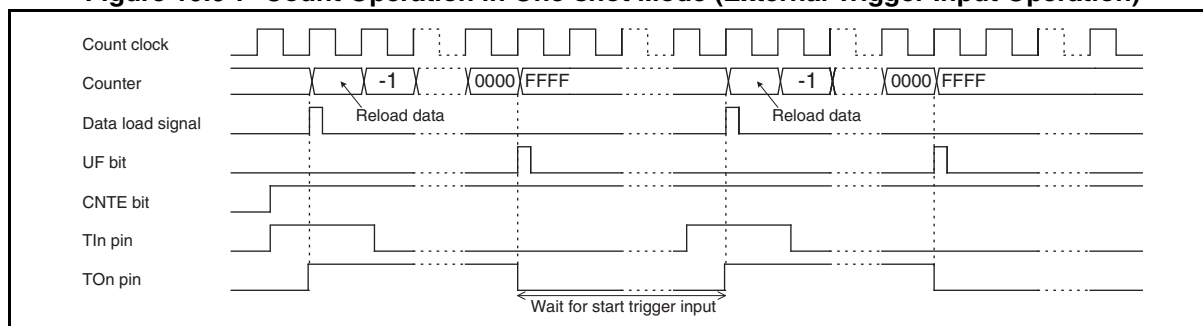 Figure Count Operation in One-shot Mode (External Trigger Input Operation)
Count clock
Counter -1 0000 FFFF -1 0000 FFFF
Reload data Reload data
Data load signal
UF bit
CNTE bit
TIn pin
TOn pin
Wait for start trigger input